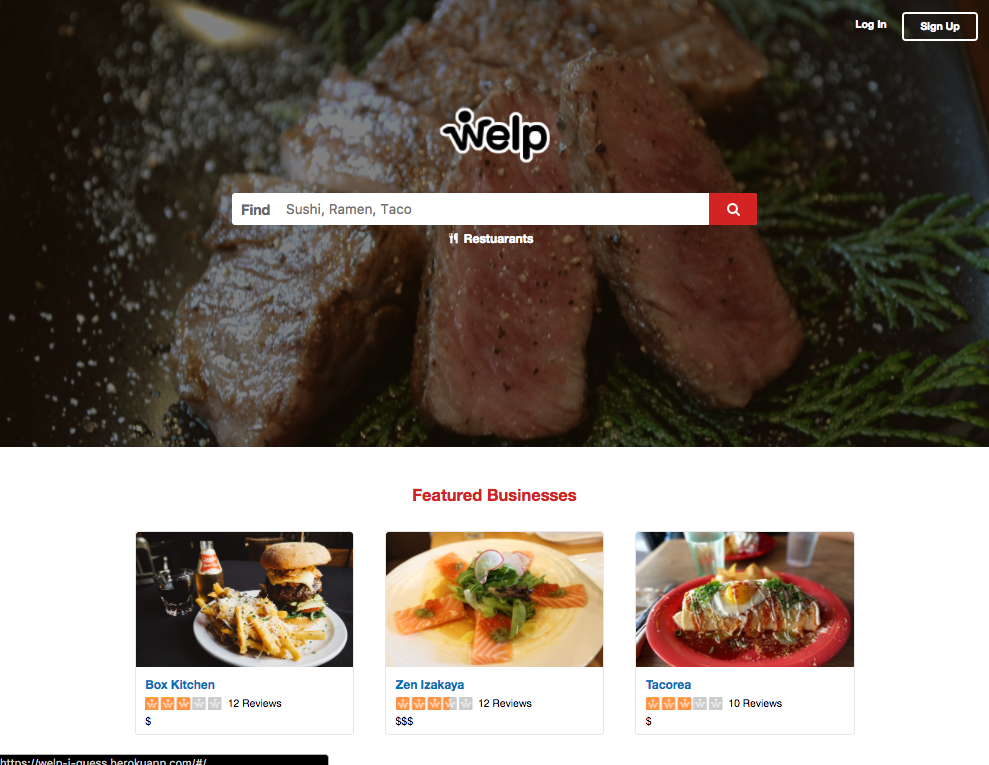 Log In
Sign Up
Welp
Find Sushi, Ramen, Taco
Restuarants
Featured Businesses
Box Kitchen
12 Reviews
$
Zen Izakaya
12 Reviews
$$$
Tacorea
10 Reviews
$
https://welp-i-guess.herokuapp.com/#/